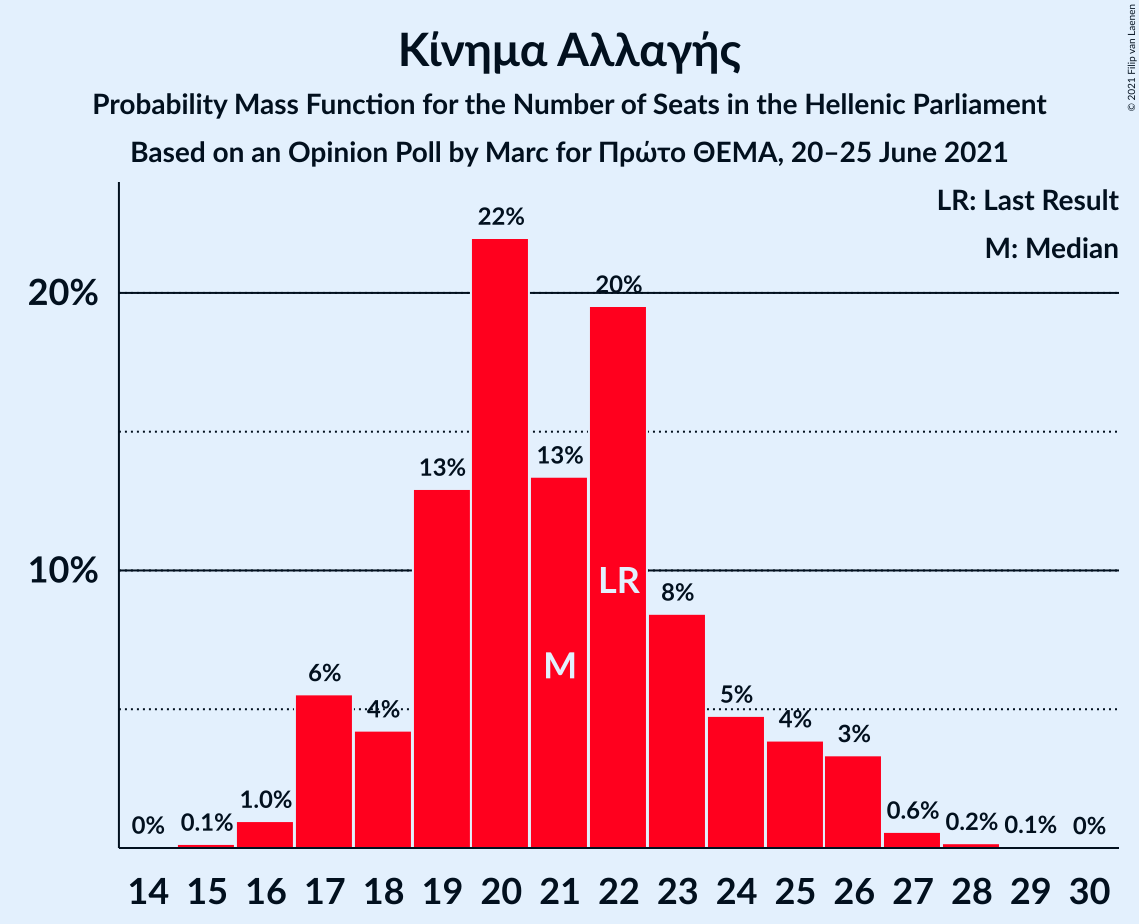 Κίνημα Αλλαγής
Probability Mass Function for the Number of Seats in the Hellenic Parliament
Based on an Opinion Poll by Marc for Πρώτο ΘΕΜΑ, 20–25 June 2021
© 2021 Filip van Laenen
LR: Last Result
M: Median
20%
10%
0%
0.1%
1.0%
6%
4%
13%
22%
13%
20%
8%
5%
4%
3%
0.6%
0.2%
0.1%
0%
LR
M
14 15 16 17 18 19 20 21 22 23 24 25 26 27 28 29 30